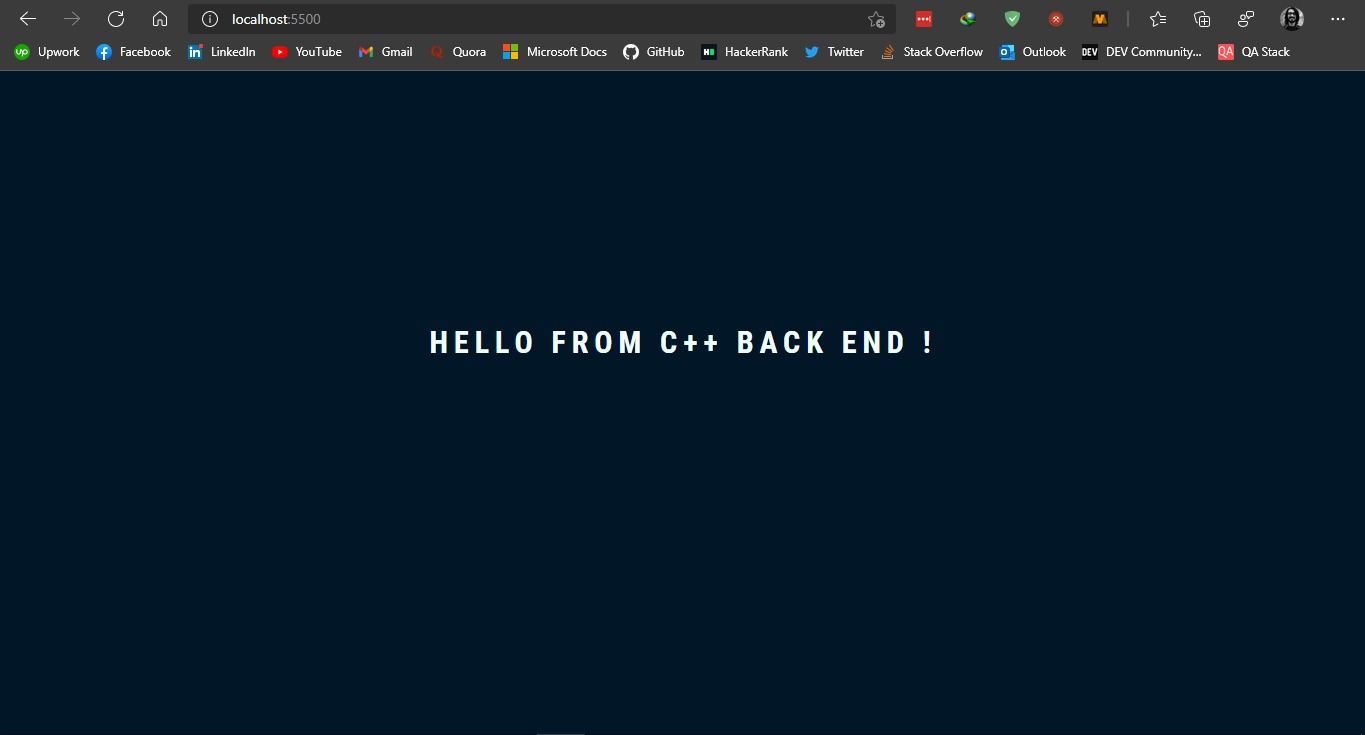 localhost:5500
Upwork Facebook LinkedIn YouTube Gmail Quora Microsoft Docs GitHub HackerRank Twitter Stack Overflow Outlook DEV Community... QA Stack
HELLO FROM C++ BACK END !